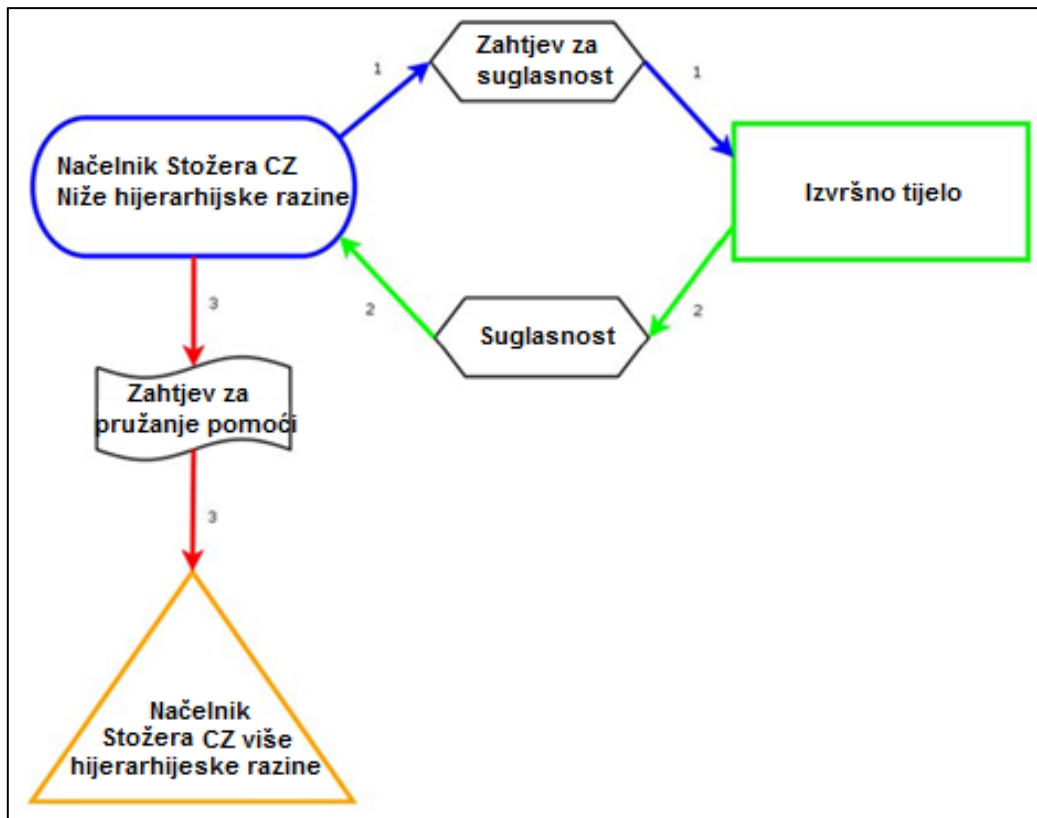 Zahtjev za
suglasnost
1
1
Načelnik Stožera CZ
Niže hijerarhijske razine
Izvršno tijelo
2
2
Suglasnost
3
Zahtjev za
pružanje pomoći
3
Načelnik
Stožera CZ više
hijerarhijeske razine